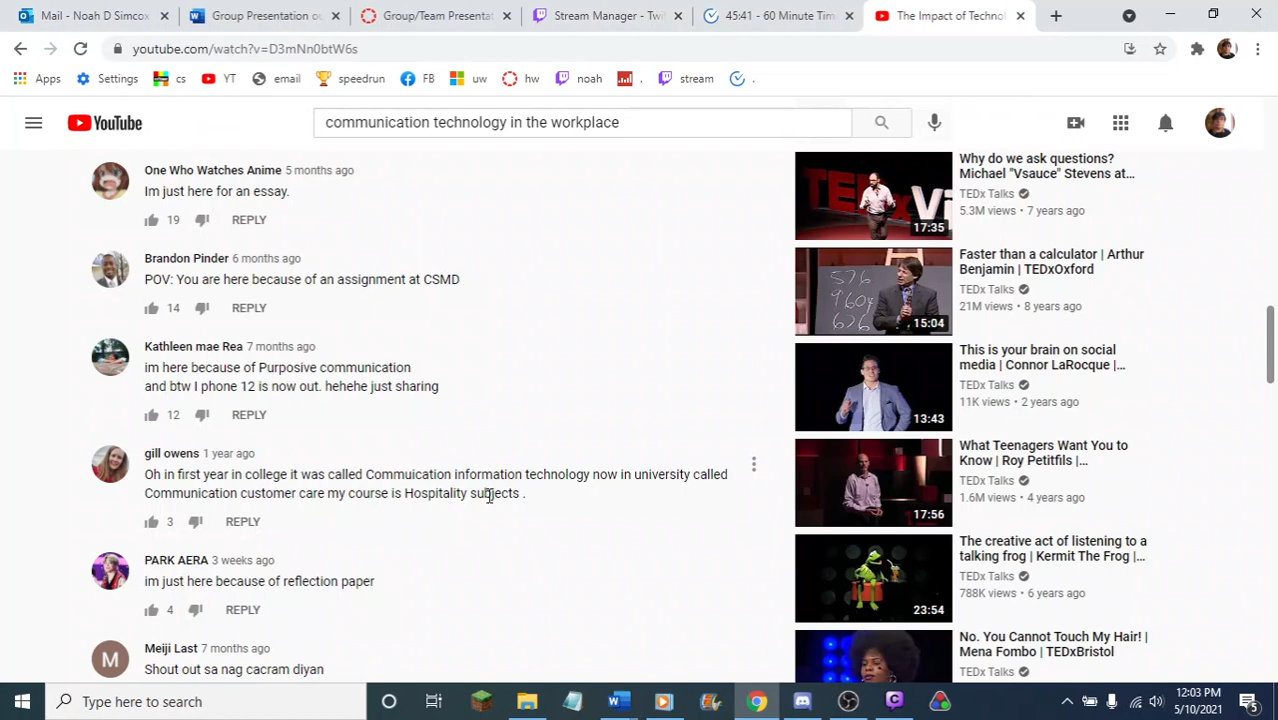 Mail - Noah D Simcox
Group Presentation ou
Group/Team Presentat
Stream Manager - Twi
45:41 - 60 Minute Tim
The Impact of Technol
youtube.com/watch?v=D3mNn0btW6s
Apps Settings cs YT email speedrun FB uw hw noah . stream .
YouTube
communication technology in the workplace
One Who Watches Anime 5 months ago
Im just here for an essay.
19 REPLY
Brandon Pinder 6 months ago
POV: You are here because of an assignment at CSMD
14 REPLY
Kathleen mae Rea 7 months ago
im here because of Purposive communication
and btw I phone 12 is now out. hehehe just sharing
12 REPLY
gill owens 1 year ago
Oh in first year in college it was called Commuication information technology now in university called
Communication customer care my course is Hospitality subjects .
3 REPLY
PARK AERA 3 weeks ago
im just here because of reflection paper
4 REPLY
M
Meiji Last 7 months ago
Shout out sa nag cacram diyan
TEDxVi
17:35
Why do we ask questions?
Michael "Vsauce" Stevens at...
TEDx Talks
5.3M views • 7 years ago
576
9604
676
15:04
Faster than a calculator | Arthur
Benjamin | TEDxOxford
TEDx Talks
21M views • 8 years ago
13:43
This is your brain on social
media | Connor LaRocque |...
TEDx Talks
11K views • 2 years ago
17:56
What Teenagers Want You to
Know | Roy Petitfils |...
TEDx Talks
1.6M views • 4 years ago
23:54
The creative act of listening to a
talking frog | Kermit The Frog |...
TEDx Talks
788K views • 6 years ago
No. You Cannot Touch My Hair! |
Mena Fombo | TEDxBristol
TEDx Talks
Type here to search
12:03 PM
5/10/2021
5